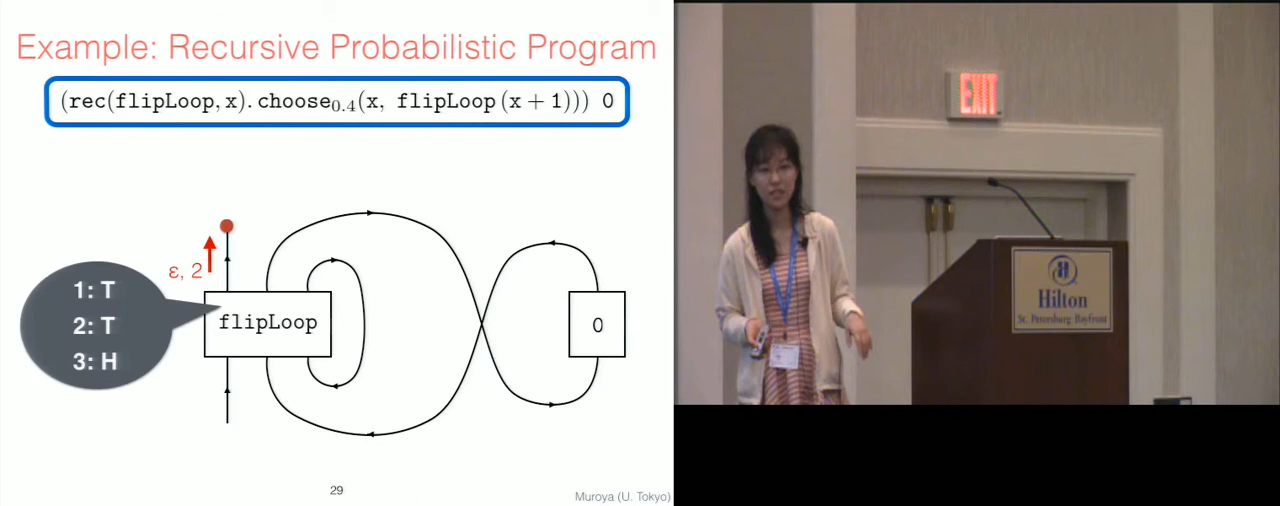 Example: Recursive Probabilistic Program
(rec(flipLoop, x). choose0.4(x, flipLoop (x + 1))) 0
ε, 2
1: T
2: T
3: H
flipLoop
0
29
Muroya (U. Tokyo)
EXIT
Hilton
St. Petersburg Bayfront